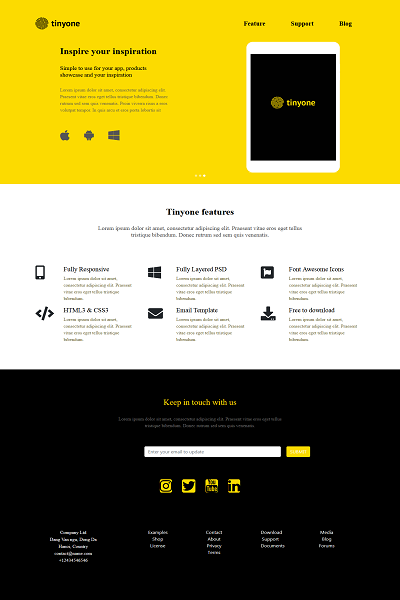 tinyone
Feature Support Blog
Inspire your inspiration
Simple to use for your app, products
showcase and your inspiration
Lorem ipsum dolor sit amet, consectetur adipiscing elit.
Praesent vitae eros eget tellus tristique bibendum. Donec
rutrum sed sem quis venenatis. Proin viverra risus a eros
volutpat tempor. In quis arcu et eros porta lobortis sit
tinyone
Tinyone features
Lorem ipsum dolor sit amet, consectetur adipiscing elit. Praesent vitae eros eget tellus
tristique bibendum. Donec rutrum sed sem quis venenatis.
Fully Responsive
Lorem ipsum dolor sit amet,
consectetur adipiscing elit. Praesent
vitae eros eget tellus tristique
bibendum.
Fully Layered PSD
Lorem ipsum dolor sit amet,
consectetur adipiscing elit. Praesent
vitae eros eget tellus tristique
bibendum.
Font Awesome Icons
Lorem ipsum dolor sit amet,
consectetur adipiscing elit. Praesent
vitae eros eget tellus tristique
bibendum.
HTML3 & CSS3
Lorem ipsum dolor sit amet,
consectetur adipiscing elit. Praesent
vitae eros eget tellus tristique
bibendum.
Email Template
Lorem ipsum dolor sit amet,
consectetur adipiscing elit. Praesent
vitae eros eget tellus tristique
bibendum.
Free to download
Lorem ipsum dolor sit amet,
consectetur adipiscing elit. Praesent
vitae eros eget tellus tristique
bibendum.
Keep in touch with us
Lorem ipsum dolor sit amet, consectetur adipiscing elit. Praesent vitae eros eget tellus
tristique bibendum. Donec rutrum sed sem quis venenatis.
Enter your email to update
SUBMIT
You Tube
Company Ltd
Dang Van ngu, Dong Da
Hanoi, Country
contact@name.com
+12434546546
Examples
Shop
License
Contact
About
Privacy
Terms
Download
Support
Documents
Media
Blog
Forums